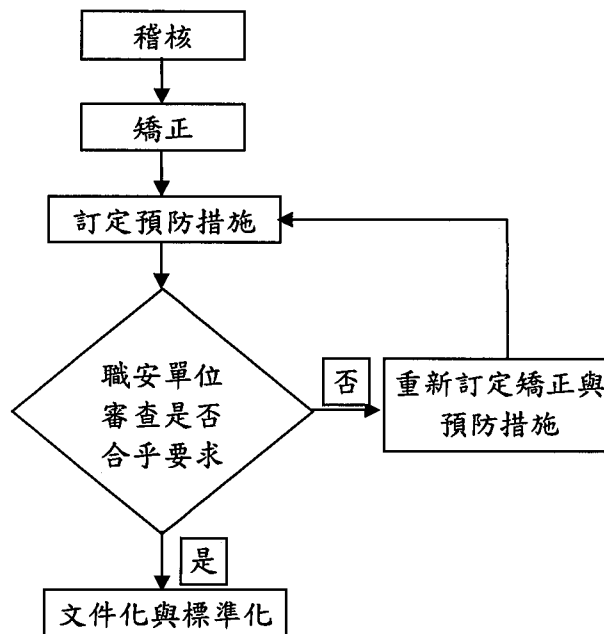 稽核
矯正
訂定預防措施
職安單位
審查是否
合乎要求
否
重新訂定矯正與
預防措施
是
文件化與標準化